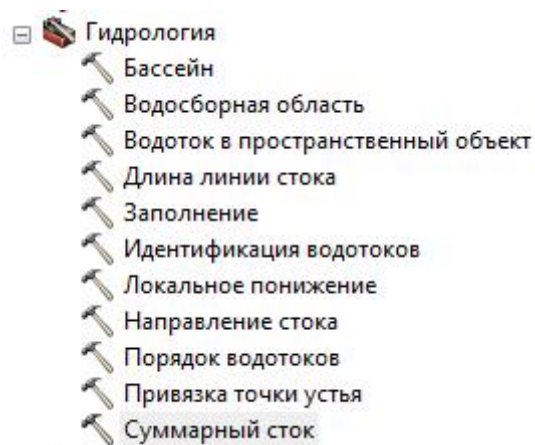 Гидрология
Бассейн
Водосборная область
Водоток в пространственный объект
Длина линии стока
Заполнение
Идентификация водотоков
Локальное понижение
Направление стока
Порядок водотоков
Привязка точки устья
Суммарный сток